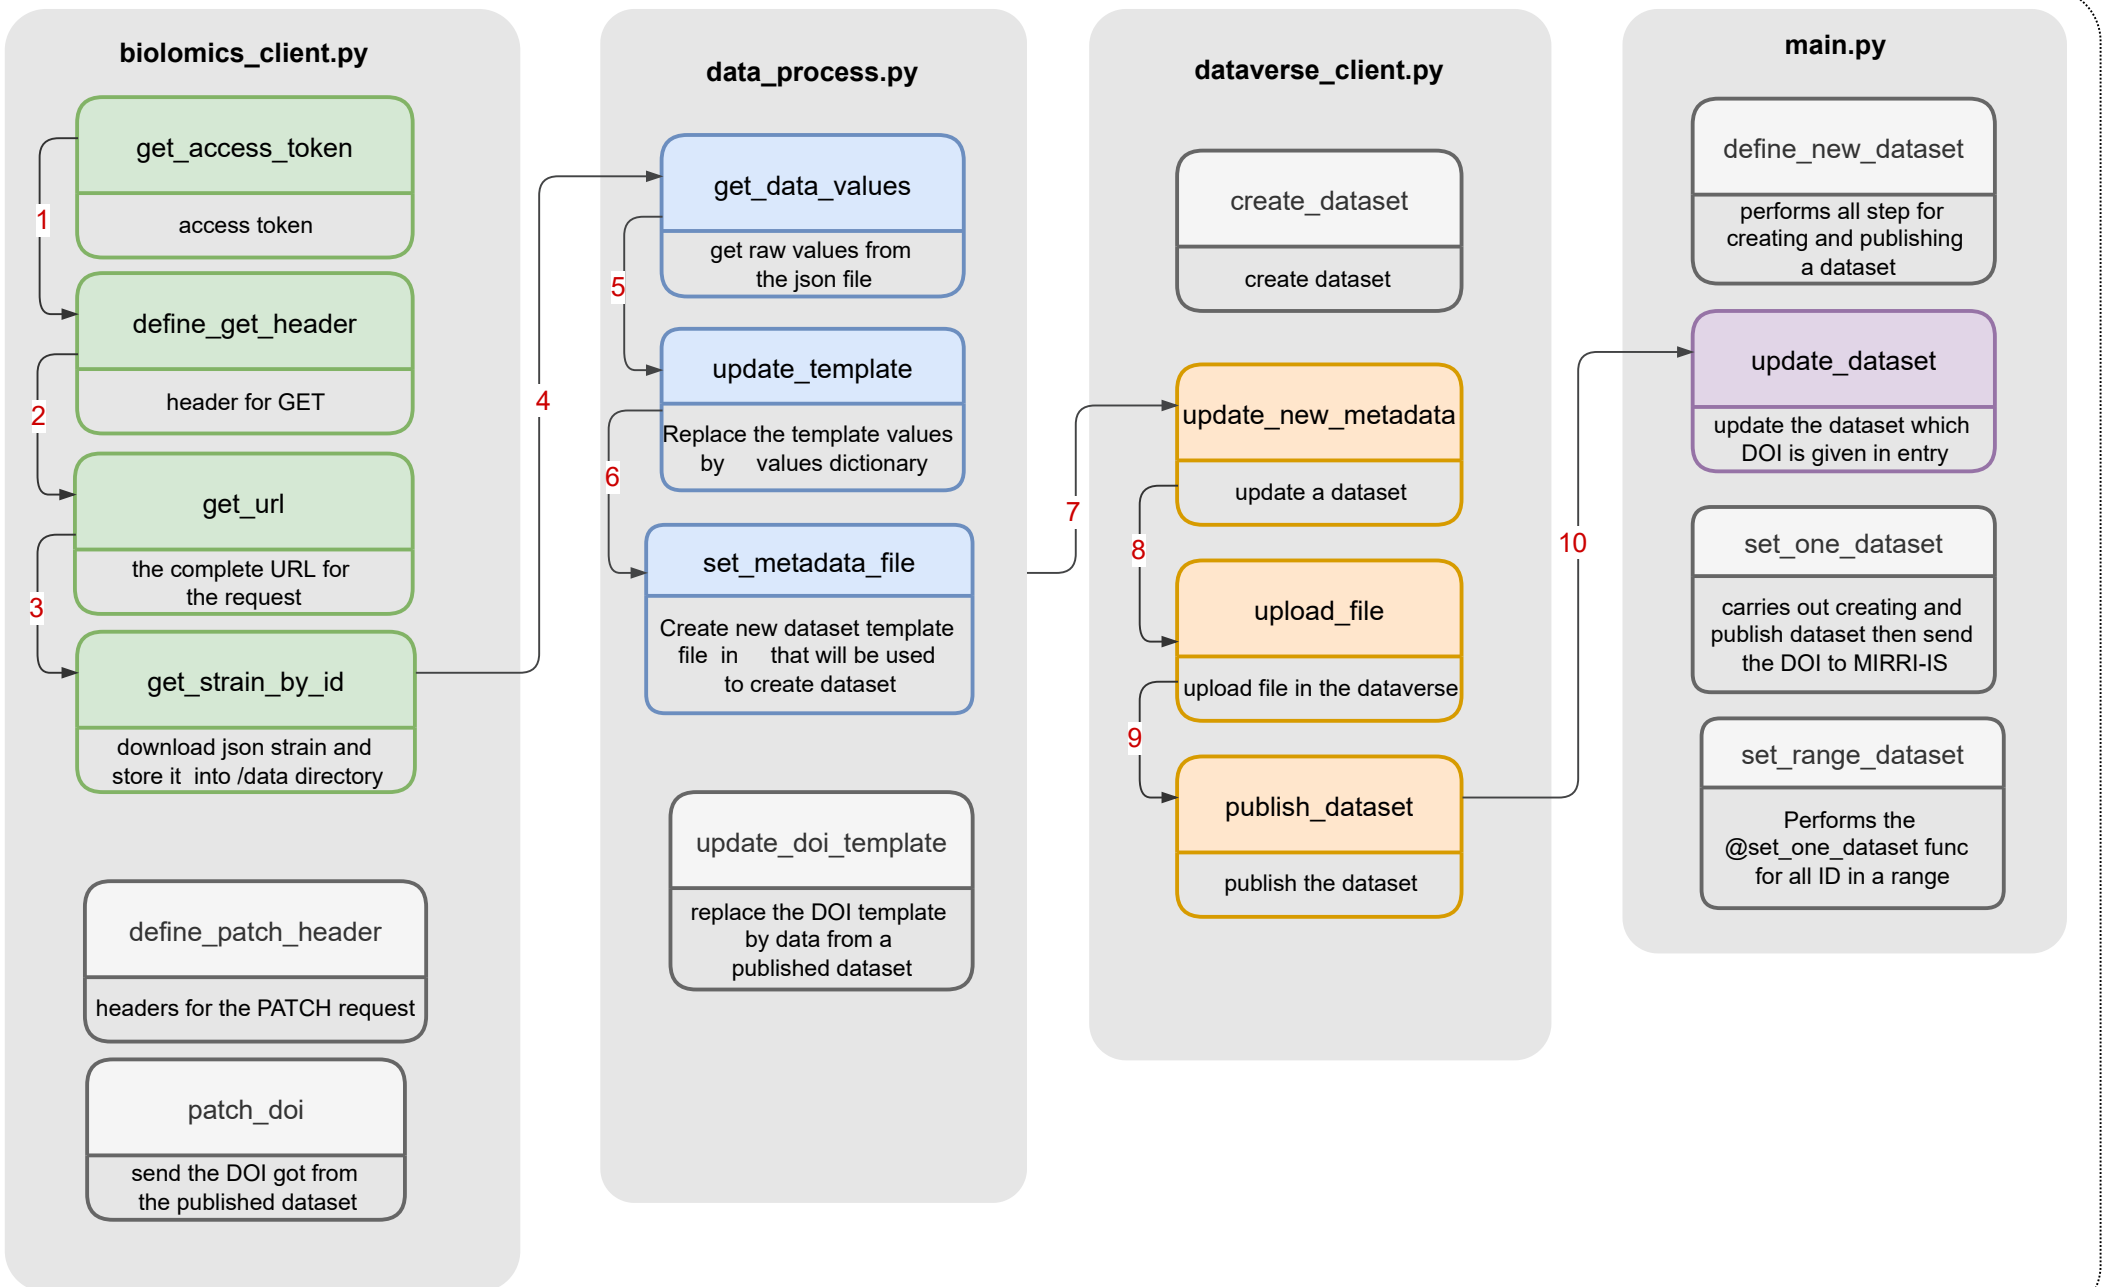 biolomics_client.py
get_access_token
access token
1
define_get_header
header for GET
2
get_url
the complete URL for
the request
3
get_strain_by_id
download json strain and
store it into /data directory
define_patch_header
headers for the PATCH request
patch_doi
send the DOI got from
the published dataset
4
data_process.py
get_data_values
get raw values from
the json file
5
update_template
Replace the template values
by values dictionary
6
set_metadata_file
Create new dataset template
file in that will be used
to create dataset
update_doi_template
replace the DOI template
by data from a
published dataset
7
dataverse_client.py
create_dataset
create dataset
update_new_metadata
update a dataset
8
upload_file
upload file in the dataverse
9
publish_dataset
publish the dataset
10
main.py
define_new_dataset
performs all step for
creating and publishing
a dataset
update_dataset
update the dataset which
DOI is given in entry
set_one_dataset
carries out creating and
publish dataset then send
the DOI to MIRRI-IS
set_range_dataset
Performs the
@set_one_dataset func
for all ID in a range